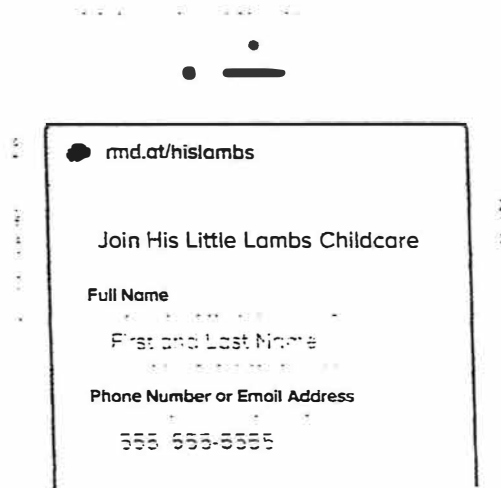 rmd.at/hislambs
Join His Little Lambs Childcare
Full Name
First and Last Name
Phone Number or Email Address
555-555-5555